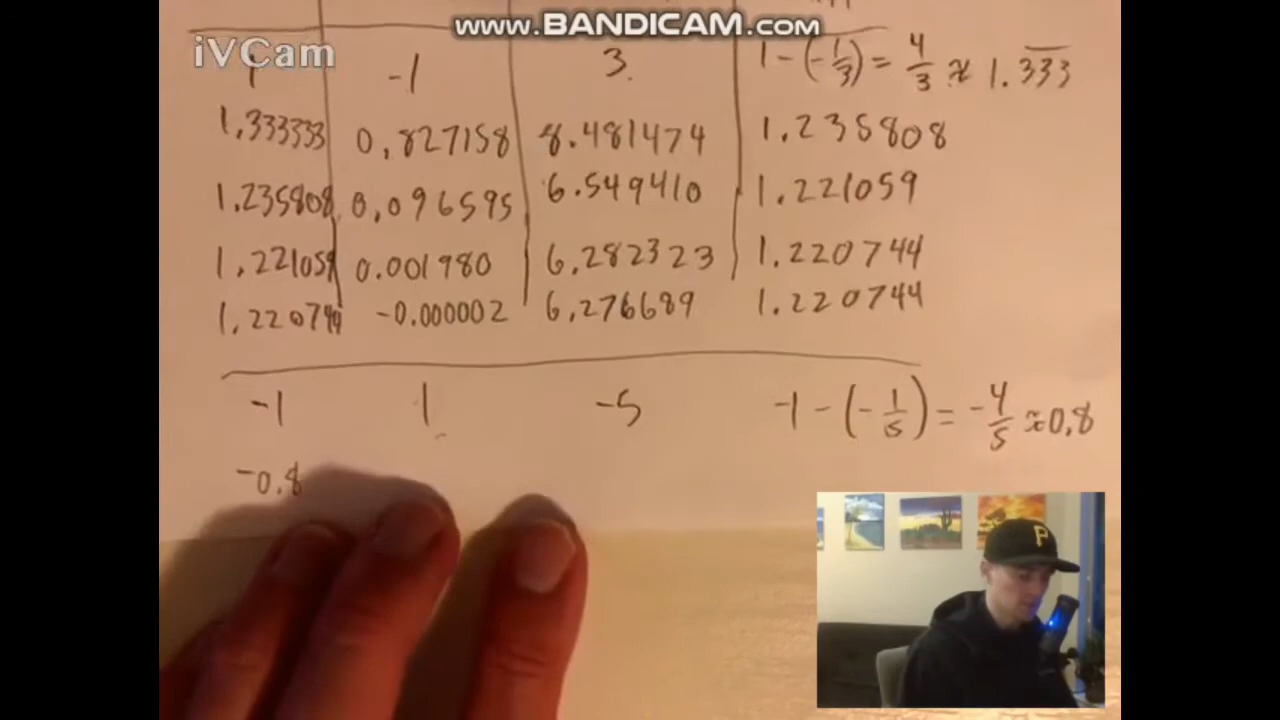 www.BANDICAM.com
iVCam
1 -1 3 1 - (-1/3) = 4/3 ≈ 1.333
1.333333 0.827158 8.481474 1.235808
1.235808 0.096595 6.549410 1.221059
1.221059 0.001980 6.282323 1.220744
1.220744 -0.000002 6.276689 1.220744
-1 1 -5 -1 - (-1/5) = -4/5 ≈ 0.8
-0.8
P